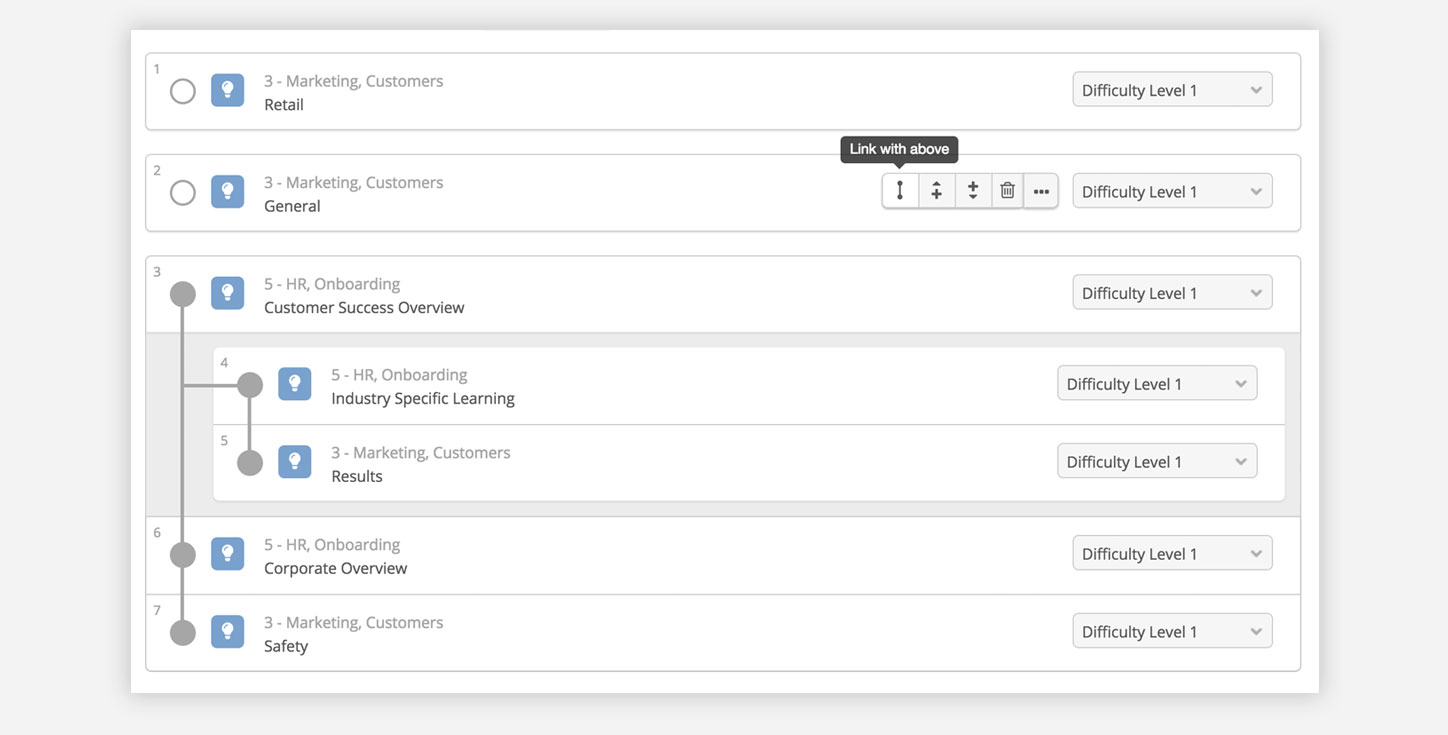 1
3 - Marketing, Customers
Retail
Difficulty Level 1
Link with above
2
3 - Marketing, Customers
General
Difficulty Level 1
3
5 - HR, Onboarding
Customer Success Overview
Difficulty Level 1
4
5 - HR, Onboarding
Industry Specific Learning
Difficulty Level 1
5
3 - Marketing, Customers
Results
Difficulty Level 1
6
5 - HR, Onboarding
Corporate Overview
Difficulty Level 1
7
3 - Marketing, Customers
Safety
Difficulty Level 1